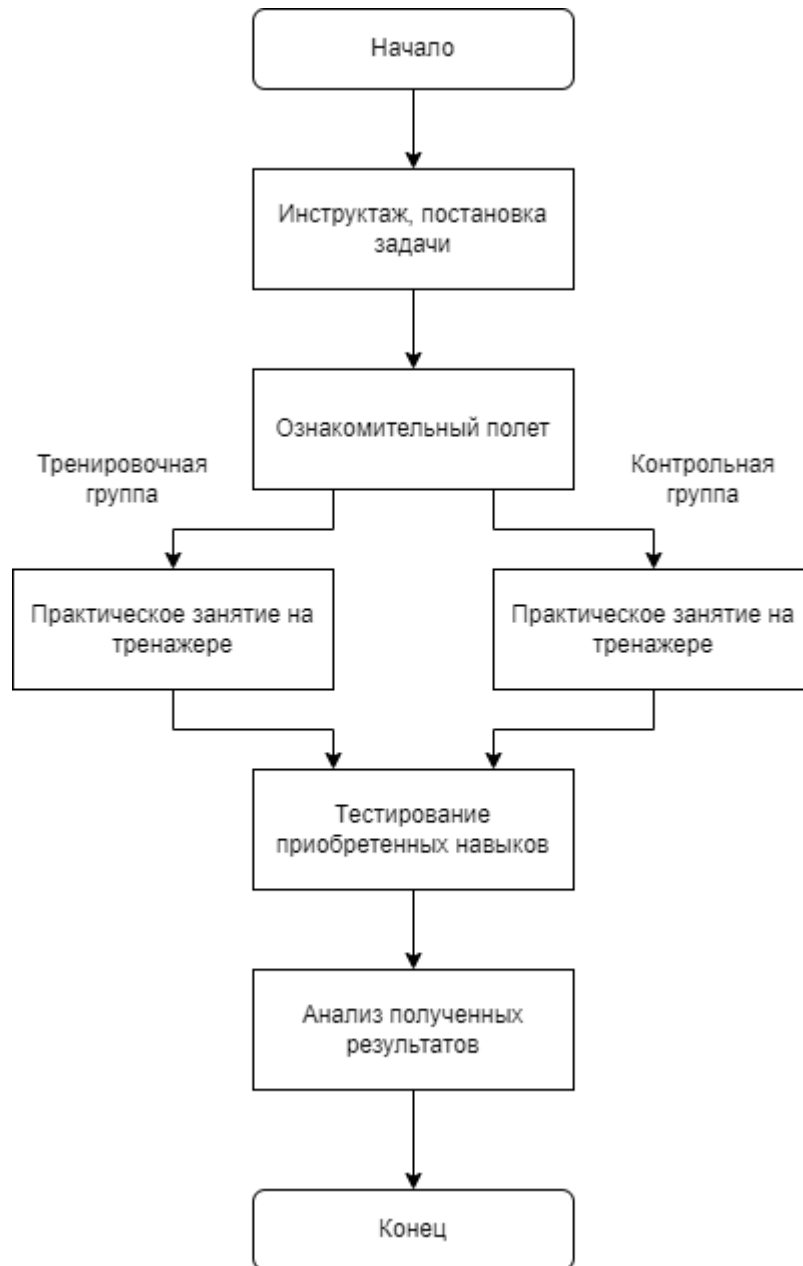 Начало
Инструктаж, постановка
задачи
Ознакомительный полет
Тренировочная
группа
Контрольная
группа
Практическое занятие на
тренажере
Практическое занятие на
тренажере
Тестирование
приобретенных навыков
Анализ полученных
результатов
Конец